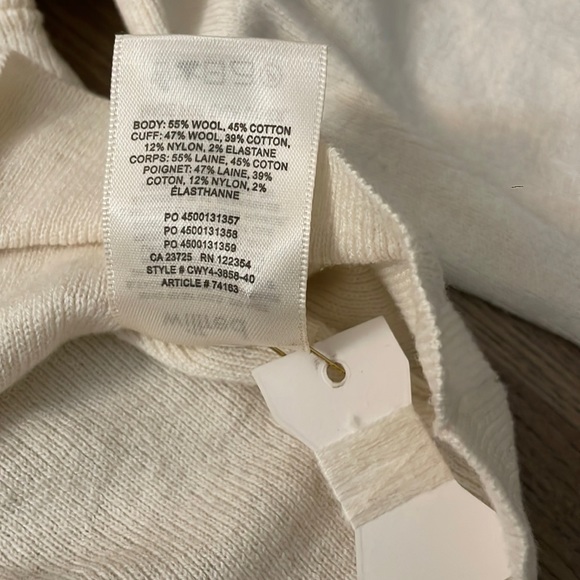 BODY: 55% WOOL, 45% COTTON
CUFF: 47% WOOL, 39% COTTON,
12% NYLON, 2% ELASTANE
CORPS: 55% LAINE, 45% COTON
POIGNET: 47% LAINE, 39%
COTON, 12% NYLON, 2%
ÉLASTHANNE
PO 4500131357
PO 4500131358
PO 4500131359
CA 23725 RN 122354
STYLE # CWY4-3858-40
ARTICLE # 74183
wilfred